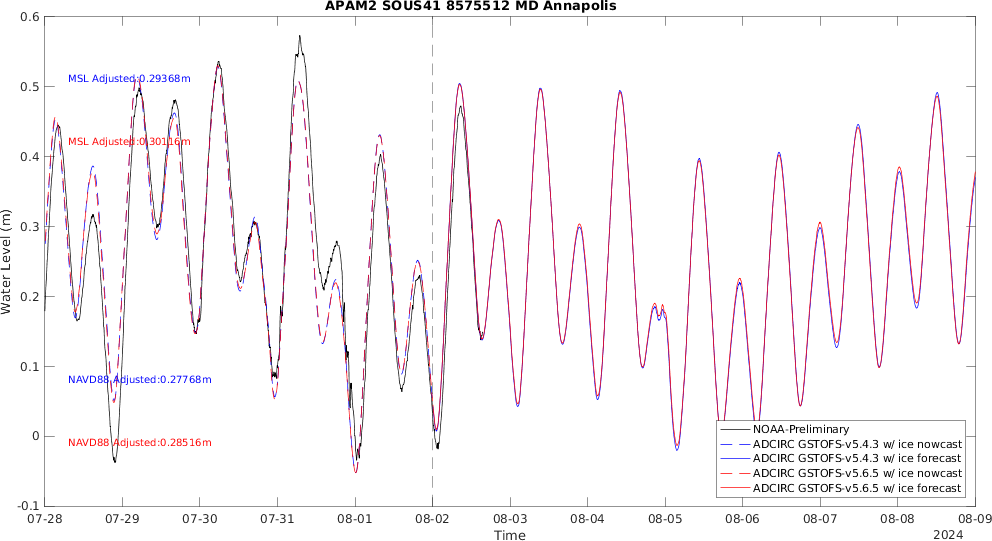 APAM2 SOUS41 8575512 MD Annapolis
0.6
0.5
0.4
0.3
0.2
0.1
0
-0.1
Water Level (m)
MSL Adjusted:0.29368m
MSL Adjusted:0.30116m
NAVD88 Adjusted:0.27768m
NAVD88 Adjusted:0.28516m
NOAA-Preliminary
ADCIRC GSTOFS-v5.4.3 w/ ice nowcast
ADCIRC GSTOFS-v5.4.3 w/ ice forecast
ADCIRC GSTOFS-v5.6.5 w/ ice nowcast
ADCIRC GSTOFS-v5.6.5 w/ ice forecast
07-28 07-29 07-30 07-31 08-01 08-02 08-03 08-04 08-05 08-06 08-07 08-08 08-09
Time
2024